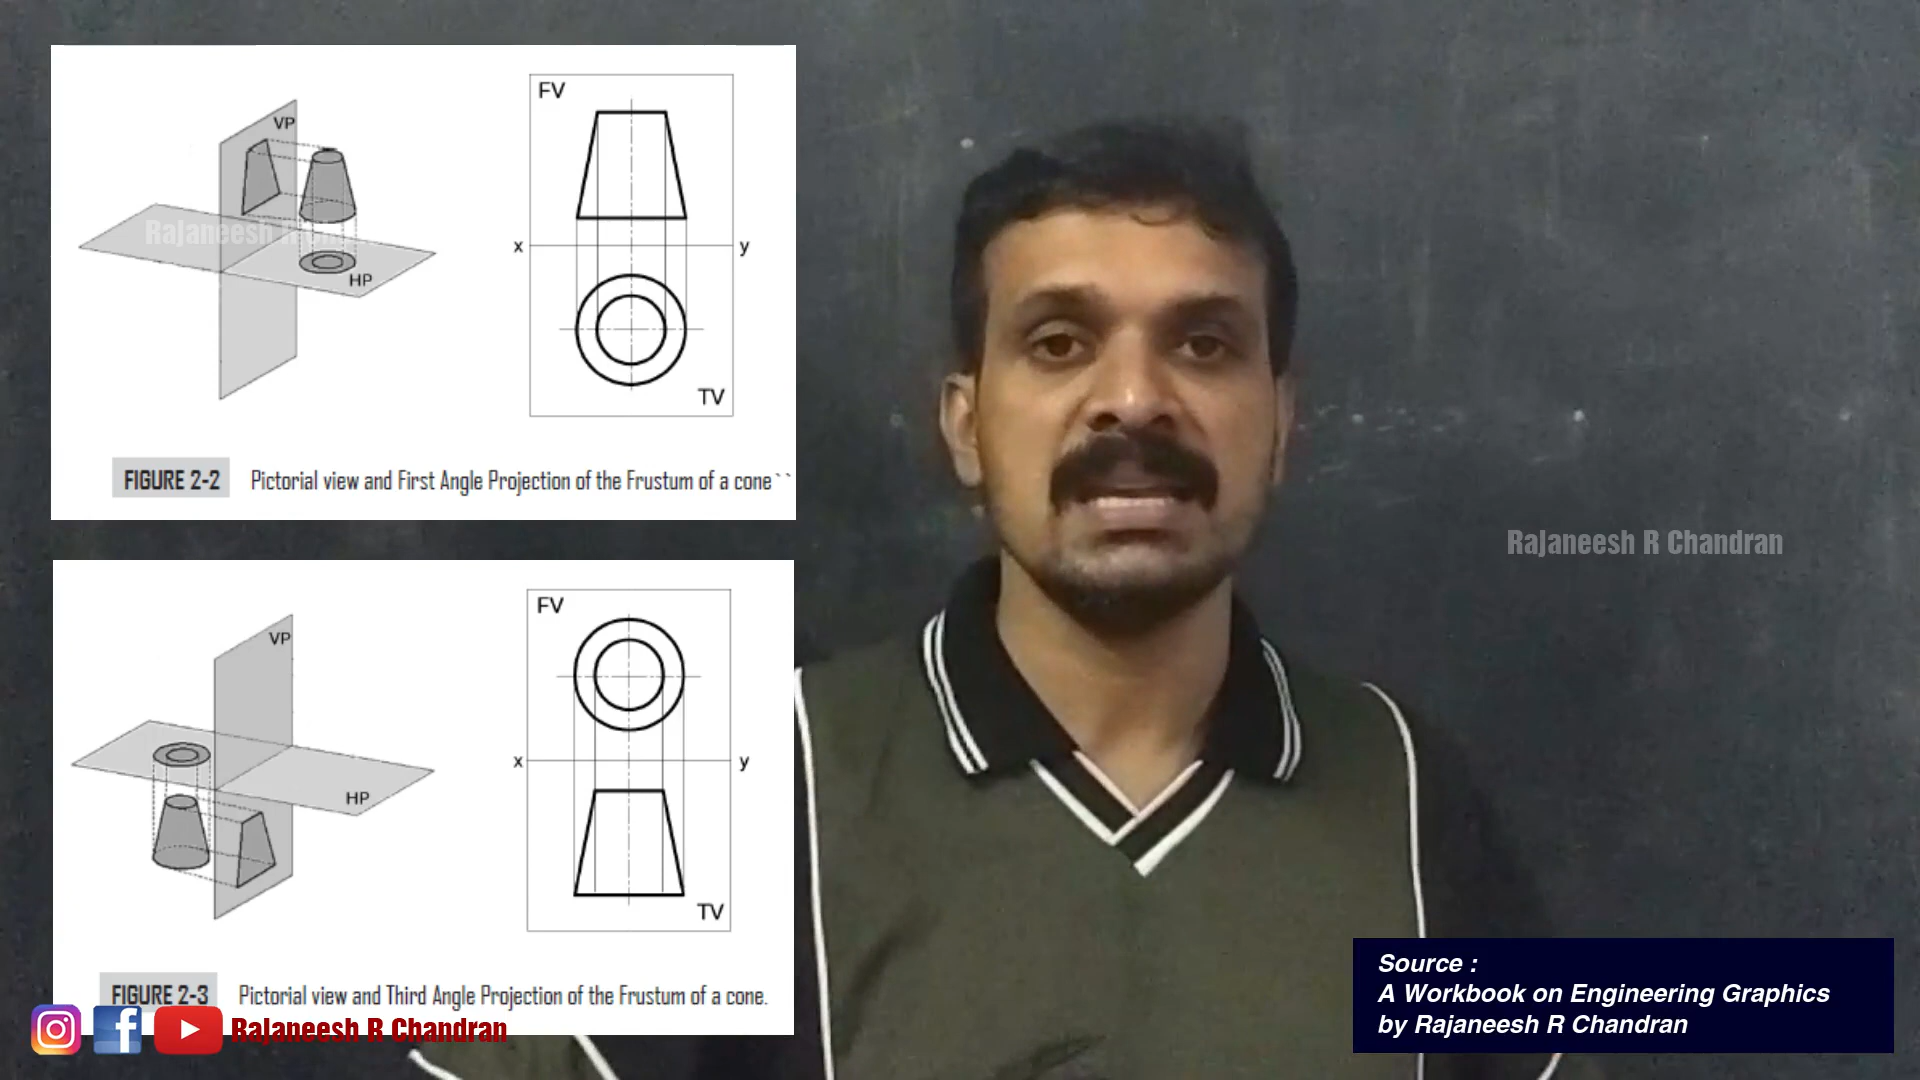 FV
VP
Rajaneesh R
x
y
HP
TV
FIGURE 2-2 Pictorial view and First Angle Projection of the Frustum of a cone``
FV
VP
x
y
HP
TV
FIGURE 2-3 Pictorial view and Third Angle Projection of the Frustum of a cone.
Rajaneesh R Chandran
Rajaneesh R Chandran
Source :
A Workbook on Engineering Graphics
by Rajaneesh R Chandran